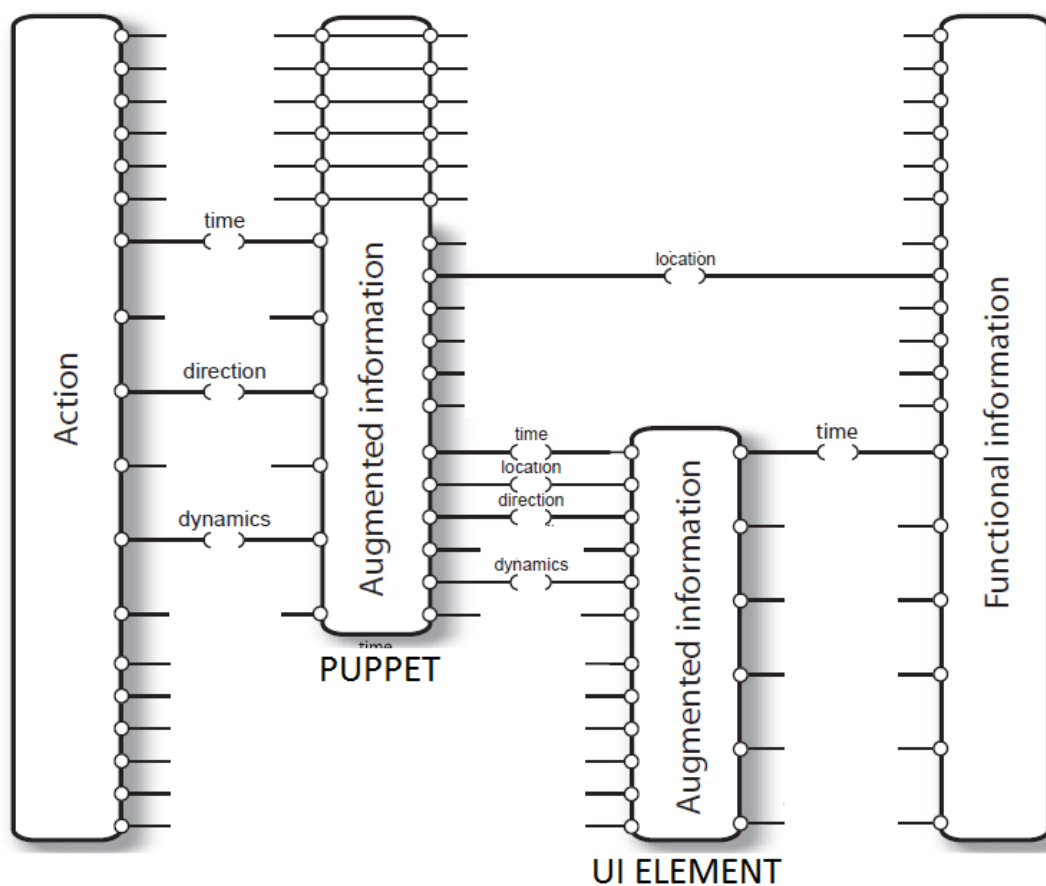 time
location
Action
Augmented information
Functional information
direction
time
time
location
direction
dynamics
dynamics
Augmented information
time
PUPPET
UI ELEMENT